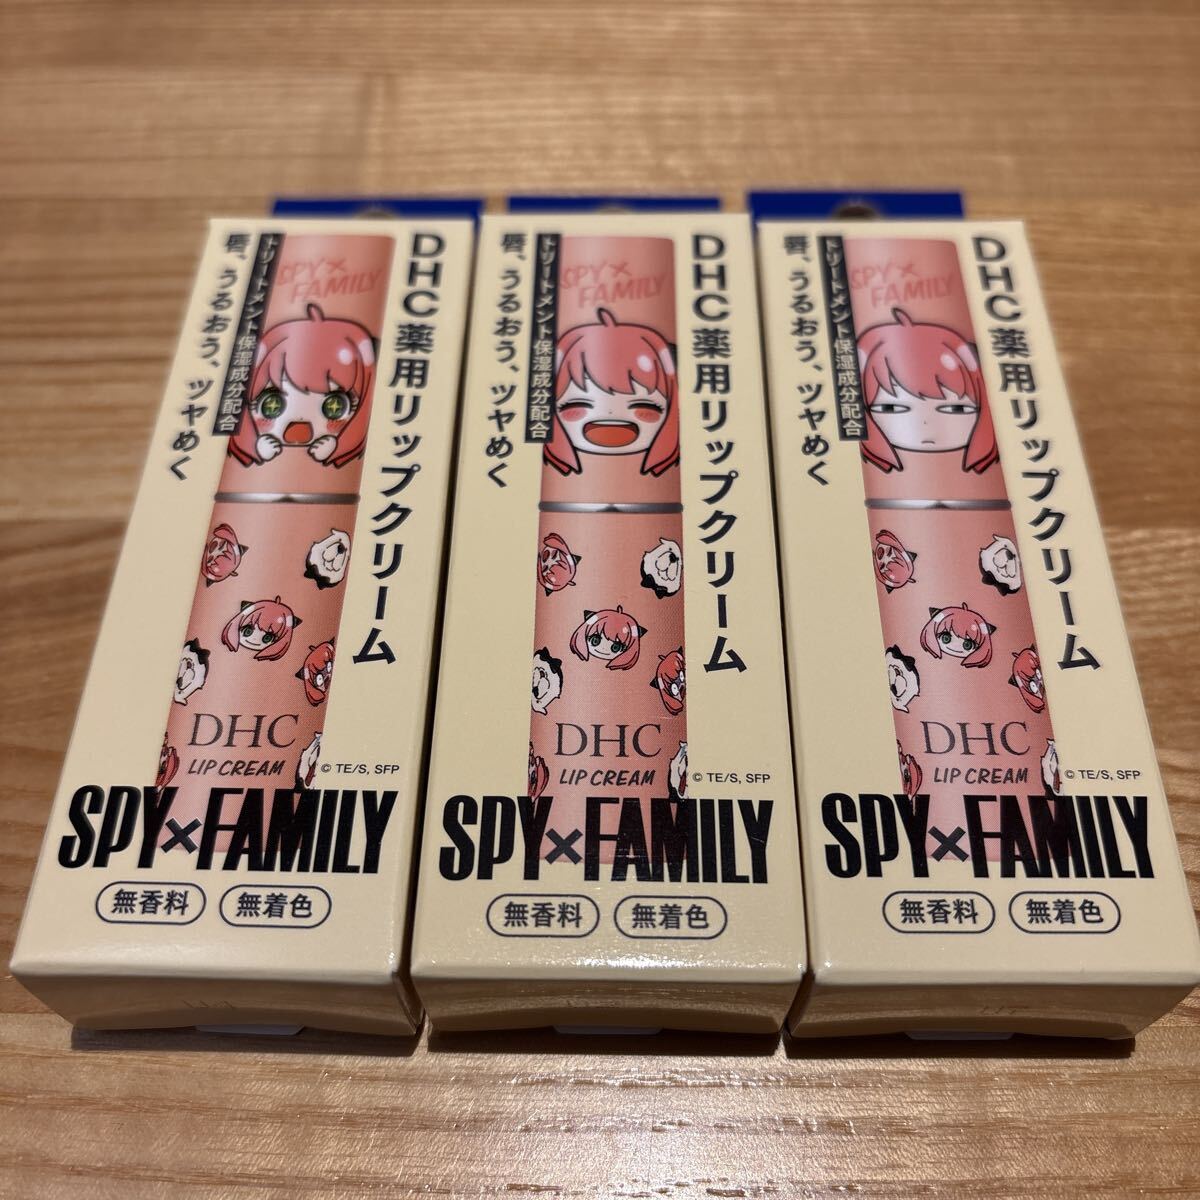 DHC薬用リップクリーム
トリートメント保湿成分配合
唇、うるおう、ツヤめく
SPY×
FAMILY
DHC
LIP CREAM
© TE/S, SFP
SPY×FAMILY
無香料 無着色
DHC薬用リップクリーム
トリートメント保湿成分配合
唇、うるおう、ツヤめく
SPY×
FAMILY
DHC
LIP CREAM
© TE/S, SFP
SPY×FAMILY
無香料 無着色
DHC薬用リップクリーム
トリートメント保湿成分配合
唇、うるおう、ツヤめく
SPY×
FAMILY
DHC
LIP CREAM
© TE/S, SFP
SPY×FAMILY
無香料 無着色